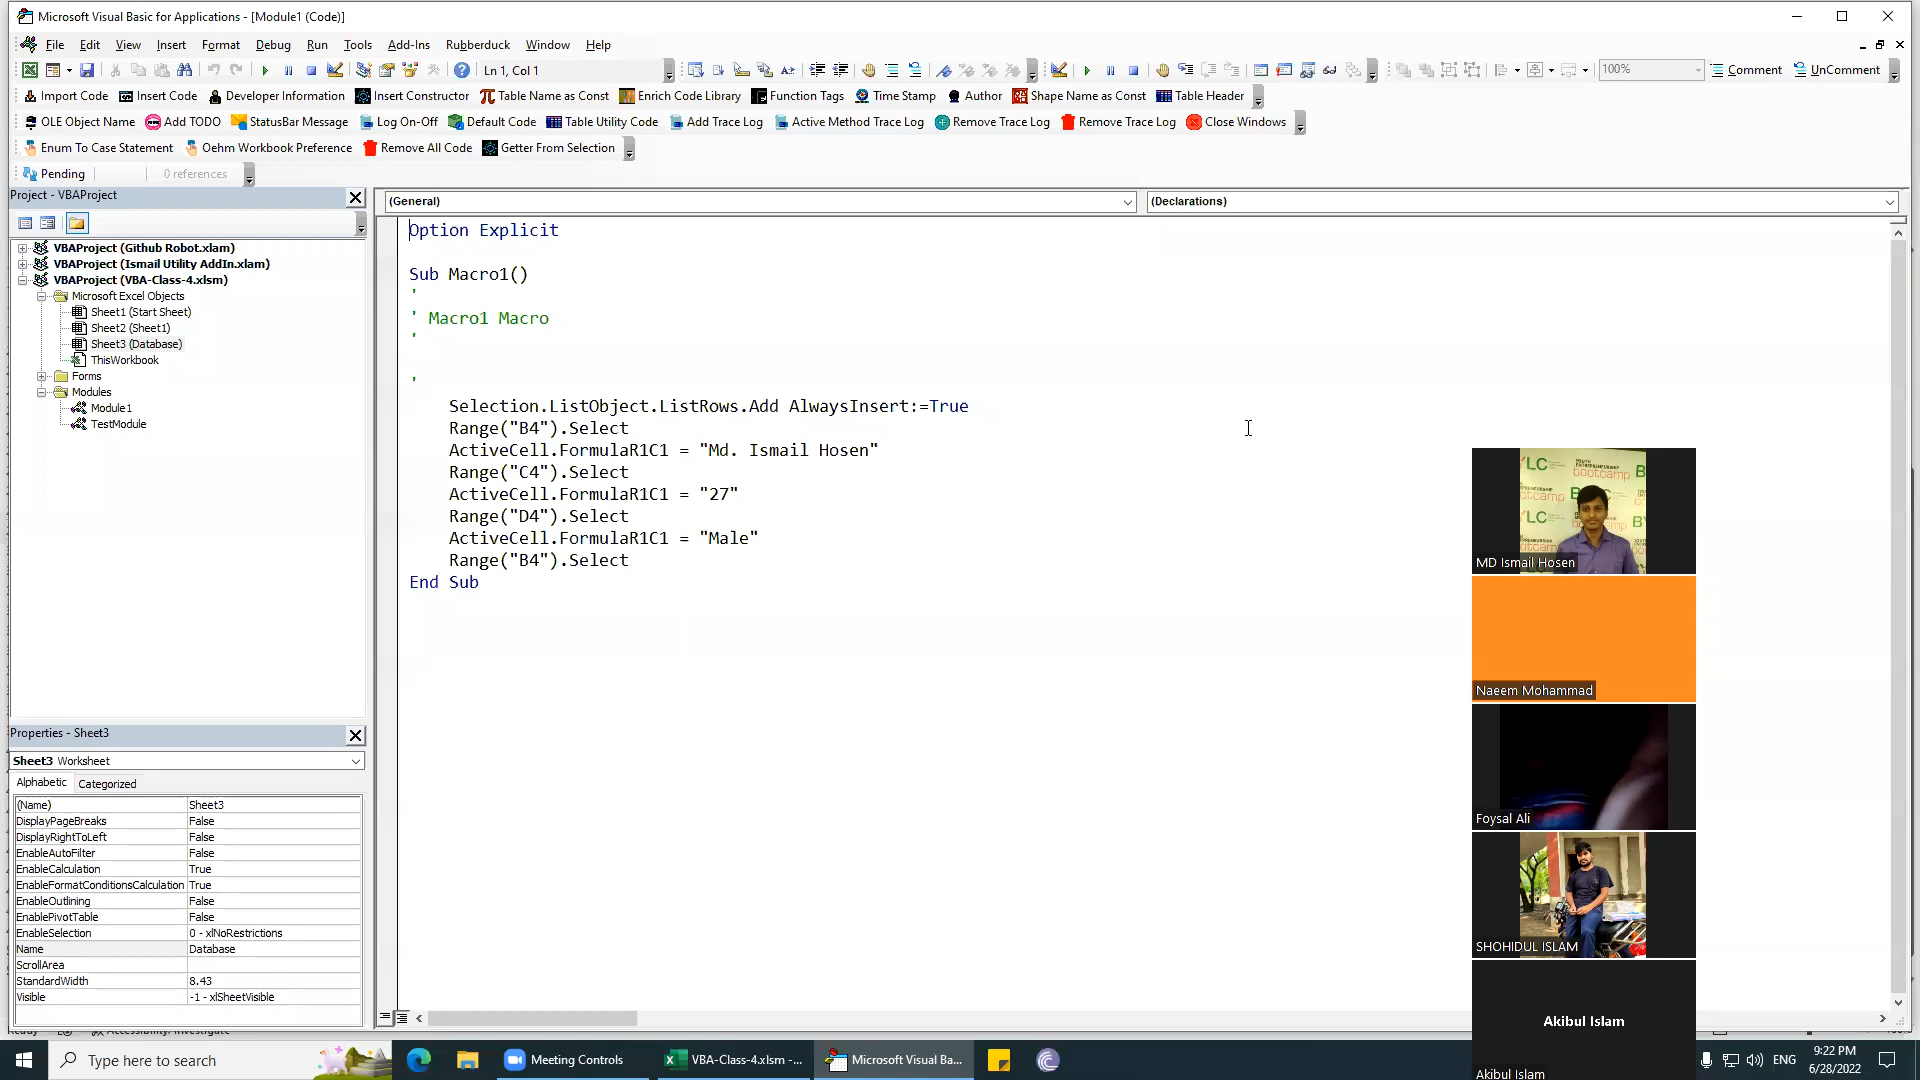 Microsoft Visual Basic for Applications - [Module1 (Code)]
File Edit View Insert Format Debug Run Tools Add-Ins Rubberduck Window Help
Ln 1, Col 1
100%
Comment
UnComment
Import Code Insert Code Developer Information Insert Constructor Table Name as Const Enrich Code Library Function Tags Time Stamp Author Shape Name as Const Table Header
OLE Object Name Add TODO StatusBar Message Log On-Off Default Code Table Utility Code Add Trace Log Active Method Trace Log Remove Trace Log Remove Trace Log Close Windows
Enum To Case Statement Oehm Workbook Preference Remove All Code Getter From Selection
Pending 0 references
Project - VBAProject
VBAProject (Github Robot.xlam)
VBAProject (Ismail Utility AddIn.xlam)
VBAProject (VBA-Class-4.xlsm)
Microsoft Excel Objects
Sheet1 (Start Sheet)
Sheet2 (Sheet1)
Sheet3 (Database)
ThisWorkbook
Forms
Modules
Module1
TestModule
Properties - Sheet3
Sheet3 Worksheet
Alphabetic Categorized
(Name) Sheet3
DisplayPageBreaks False
DisplayRightToLeft False
EnableAutoFilter False
EnableCalculation True
EnableFormatConditionsCalculation True
EnableOutlining False
EnablePivotTable False
EnableSelection 0 - xlNoRestrictions
Name Database
ScrollArea
StandardWidth 8.43
Visible -1 - xlSheetVisible
(General)
(Declarations)
Option Explicit
Sub Macro1()
'
' Macro1 Macro
'
'
Selection.ListObject.ListRows.Add AlwaysInsert:=True
Range("B4").Select
ActiveCell.FormulaR1C1 = "Md. Ismail Hosen"
Range("C4").Select
ActiveCell.FormulaR1C1 = "27"
Range("D4").Select
ActiveCell.FormulaR1C1 = "Male"
Range("B4").Select
End Sub
MD Ismail Hosen
Naeem Mohammad
Foysal Ali
SHOHIDUL ISLAM
Akibul Islam
Akibul Islam
Type here to search
Meeting Controls
VBA-Class-4.xlsm -...
Microsoft Visual Ba...
ENG
9:22 PM
6/28/2022